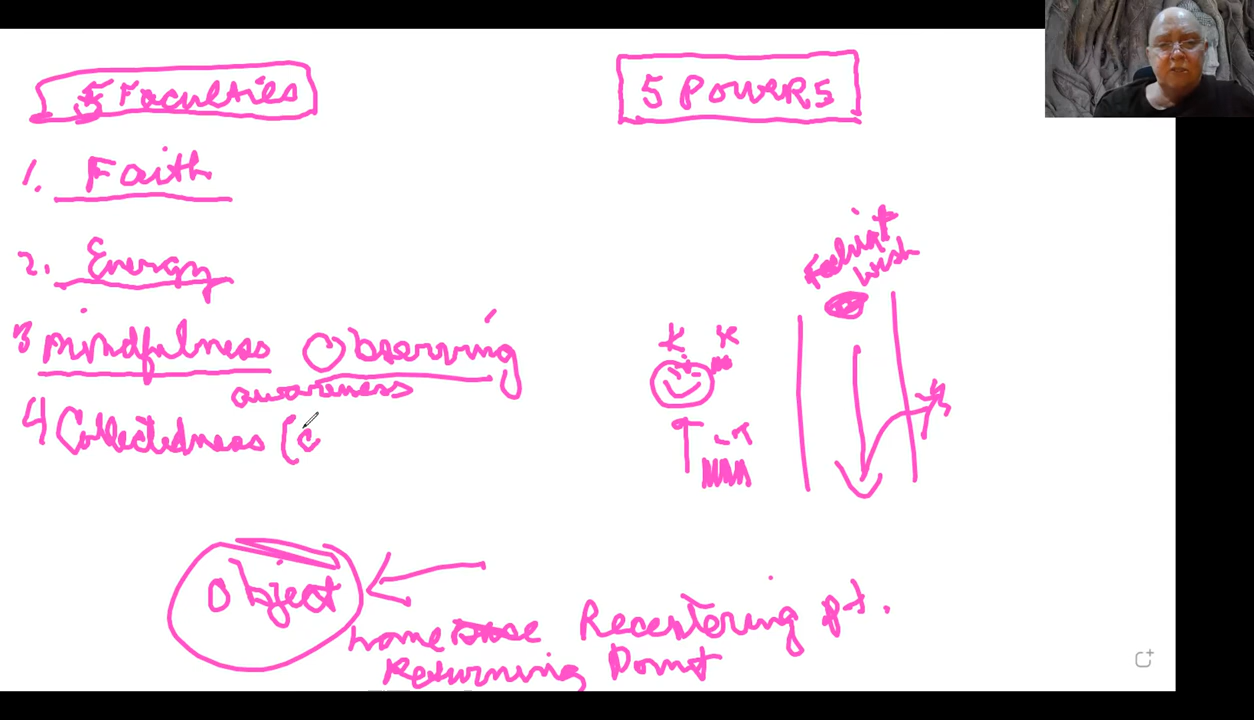 5 Faculties
5 POWERS
1. Faith
2. Energy
3 Mindfulness Observing
awareness
4 Collectedness (c
Feeling +
wish
Object
home base Recentering pt.
Returning Point